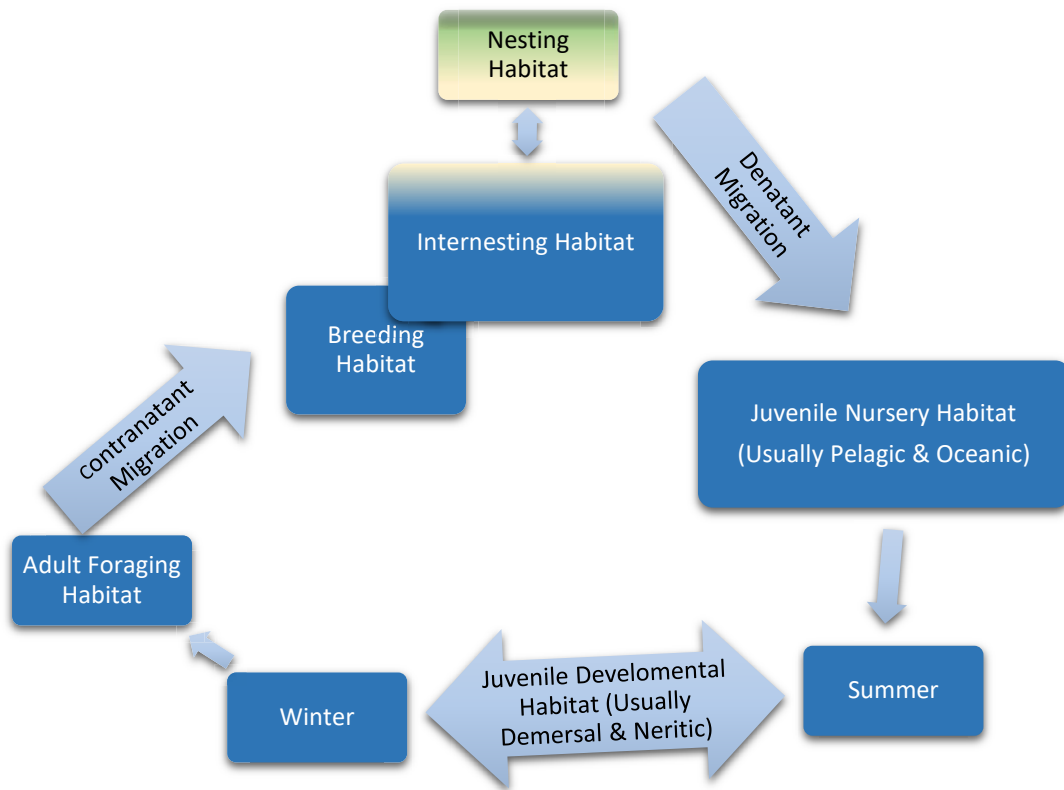 Nesting
Habitat
Denatant
Migration
Internesting Habitat
Breeding
Habitat
Contranatant
Migration
Juvenile Nursery Habitat
(Usually Pelagic & Oceanic)
Adult Foraging
Habitat
Juvenile Develomental
Habitat (Usually
Demersal & Neritic)
Summer
Winter